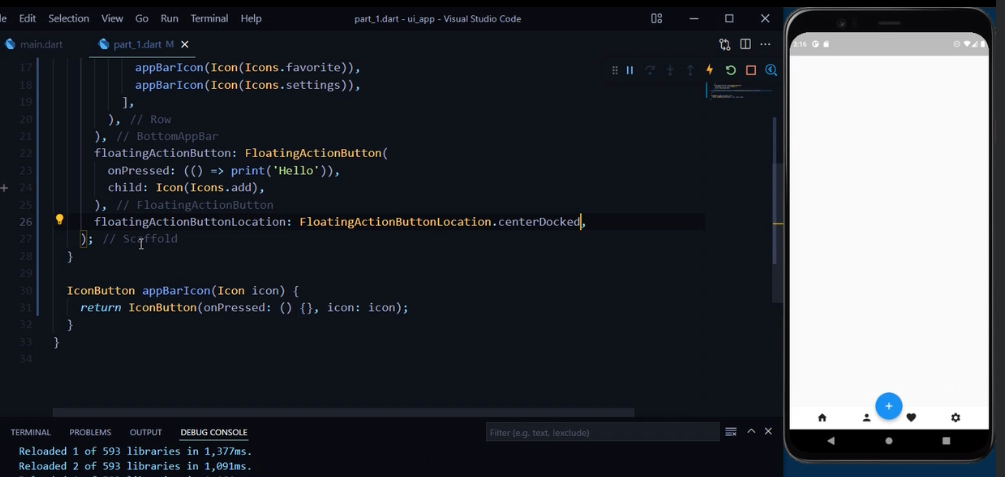 Edit Selection View Go Run Terminal Help part_1.dart - ui_app - Visual Studio Code
main.dart part_1.dart M
17 appBarIcon(Icon(Icons.favorite)),
18 appBarIcon(Icon(Icons.settings)),
19 ],
20 ), // Row
21 ), // BottomAppBar
22 floatingActionButton: FloatingActionButton(
23 onPressed: (() => print('Hello')),
24 child: Icon(Icons.add),
25 ), // FloatingActionButton
26 floatingActionButtonLocation: FloatingActionButtonLocation.centerDocked,
27 ); // Scaffold
28 }
29
30 IconButton appBarIcon(Icon icon) {
31 return IconButton(onPressed: () {}, icon: icon);
32 }
33 }
34
TERMINAL PROBLEMS OUTPUT DEBUG CONSOLE Filter (e.g. text, !exclude)
Reloaded 1 of 593 libraries in 1,377ms.
Reloaded 2 of 593 libraries in 1,091ms.